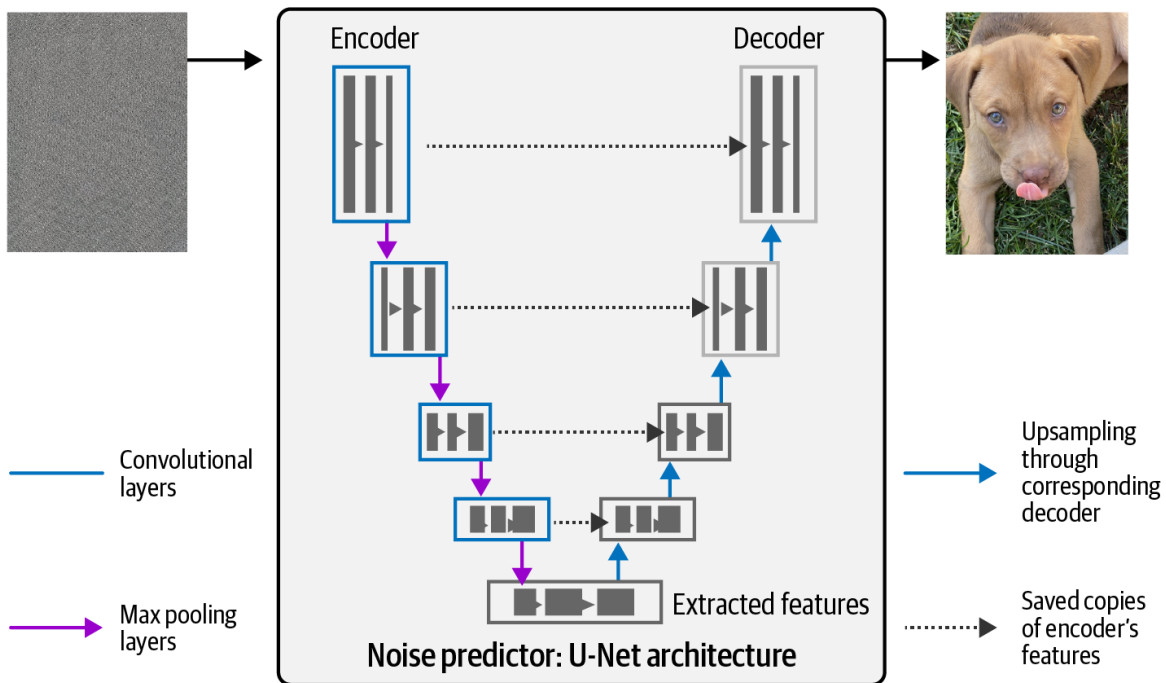 Encoder
Decoder
Convolutional
layers
Upsampling
through
corresponding
decoder
Max pooling
layers
Extracted features
Saved copies
of encoder's
features
Noise predictor: U-Net architecture